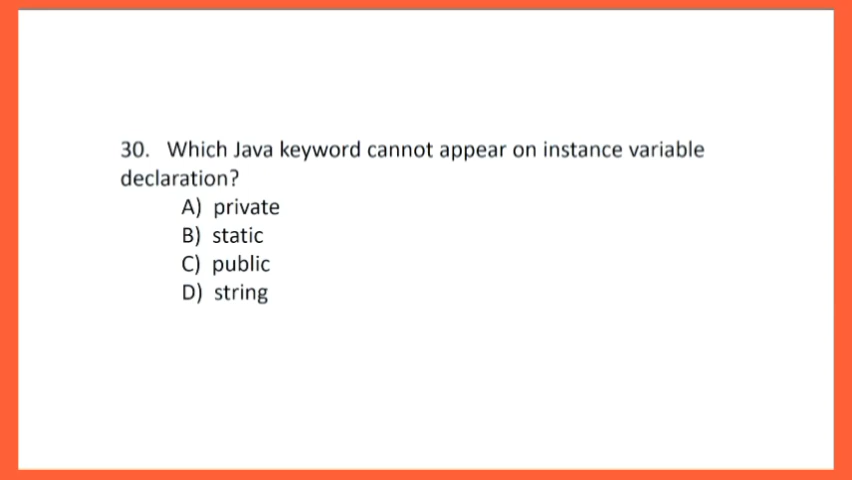 30. Which Java keyword cannot appear on instance variable
declaration?
A) private
B) static
C) public
D) string